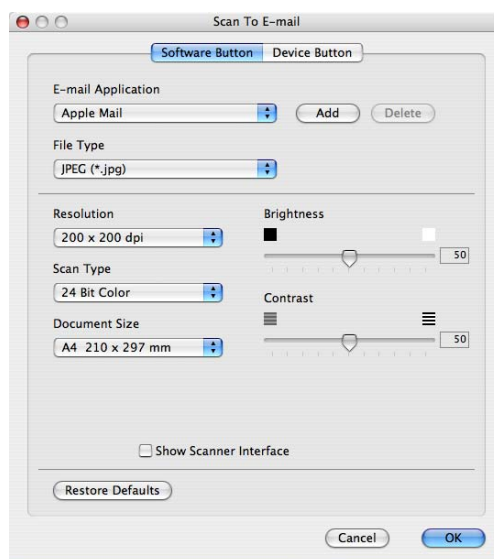 Scan To E-mail
Software Button Device Button
E-mail Application
Apple Mail Add Delete
File Type
JPEG (*.jpg)
Resolution Brightness
200 x 200 dpi
50
Scan Type
24 Bit Color
Contrast
Document Size
A4 210 x 297 mm 50
Show Scanner Interface
Restore Defaults
Cancel OK